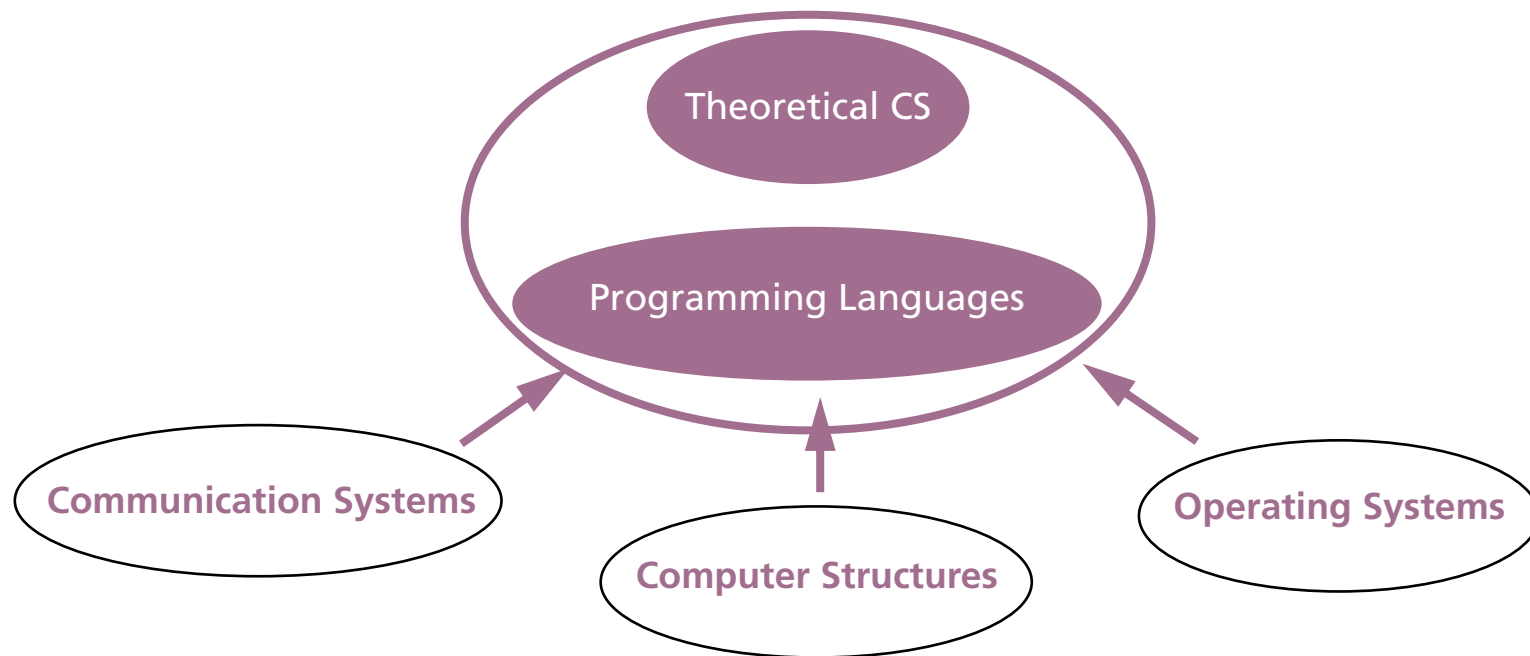 Theoretical CS
Programming Languages
Communication Systems
Computer Structures
Operating Systems